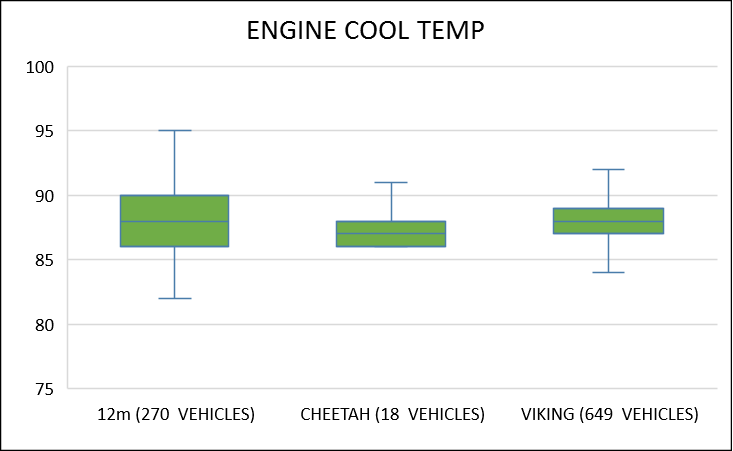 ENGINE COOL TEMP
100
95
90
85
80
75
12m (270 VEHICLES)
CHEETAH (18 VEHICLES)
VIKING (649 VEHICLES)